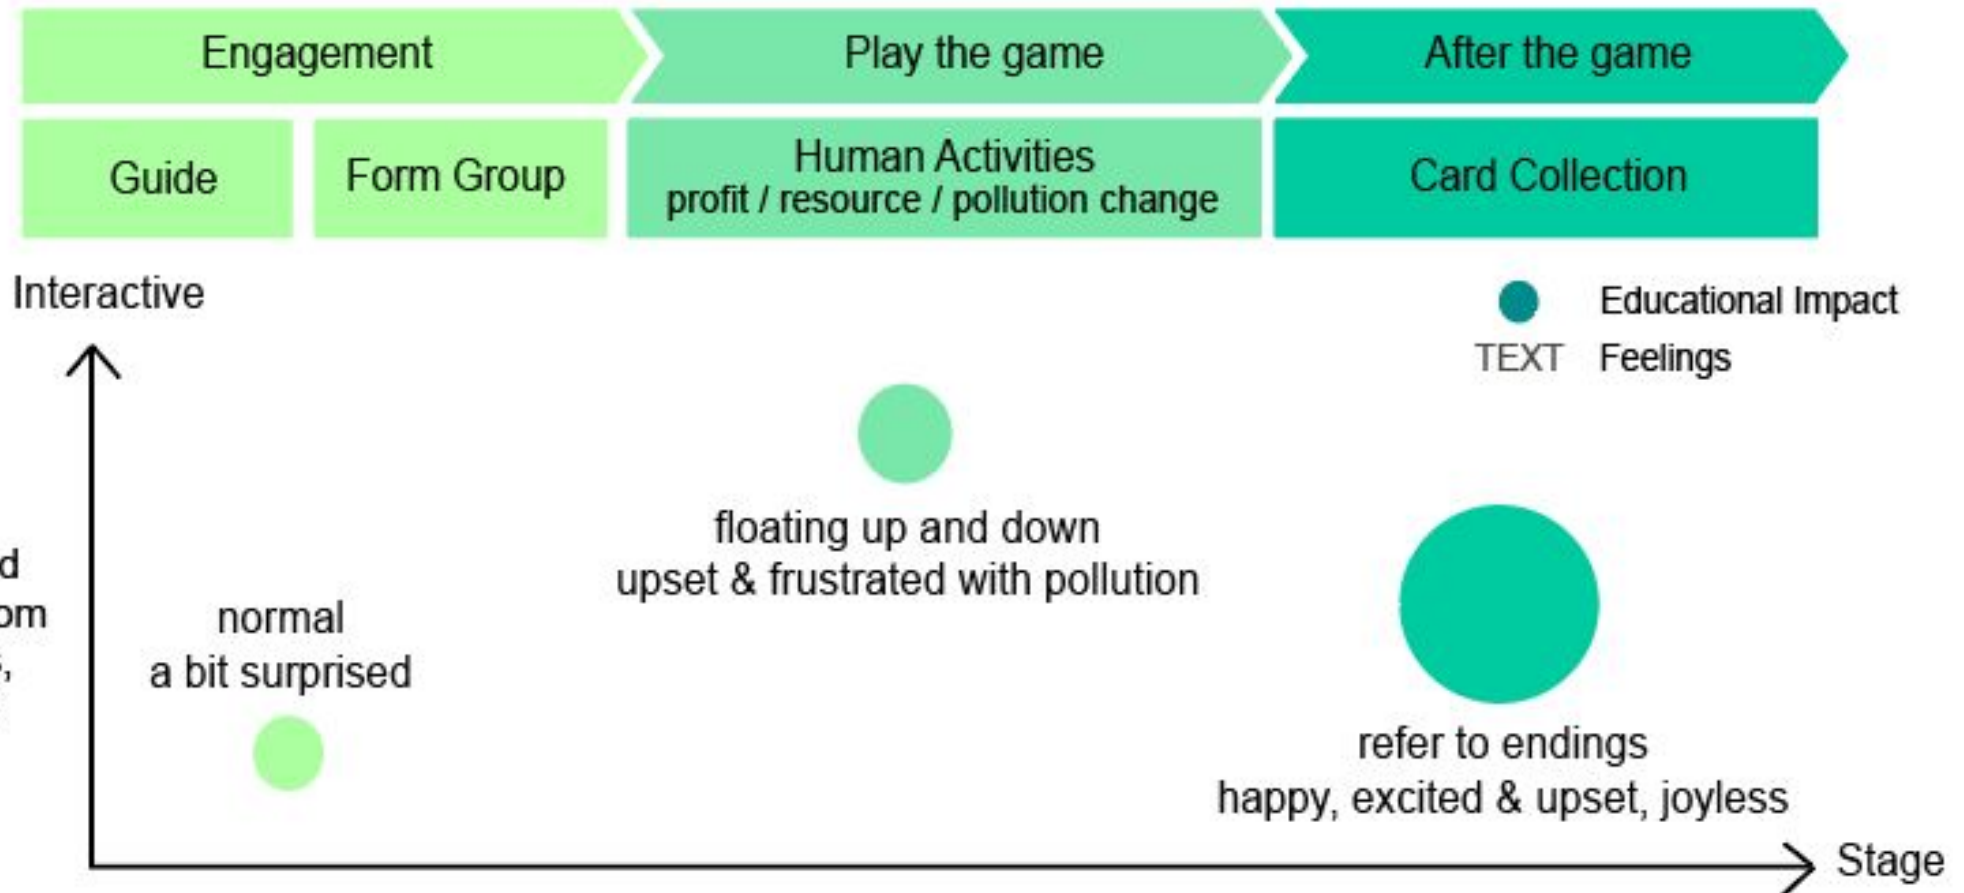 Engagement
Play the game
After the game
Guide
Form Group
Human Activities
profit / resource / pollution change
Card Collection
Interactive
Educational Impact
TEXT Feelings
floating up and down
upset & frustrated with pollution
normal
a bit surprised
refer to endings
happy, excited & upset, joyless
Stage